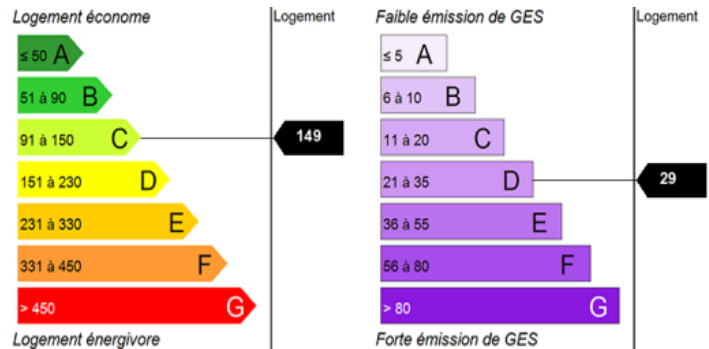 Logement économe
Logement
≤ 50 A
51 à 90 B
91 à 150 C
149
151 à 230 D
231 à 330 E
331 à 450 F
> 450 G
Logement énergivore
Faible émission de GES
Logement
≤ 5 A
6 à 10 B
11 à 20 C
21 à 35 D
29
36 à 55 E
56 à 80 F
> 80 G
Forte émission de GES